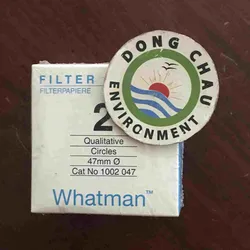 FILTER
FILTERPAPIERE
2
Qualitative
Circles
47mm Ø
Cat No 1002 047
Whatman™
DONG CHAU
ENVIRONMENT